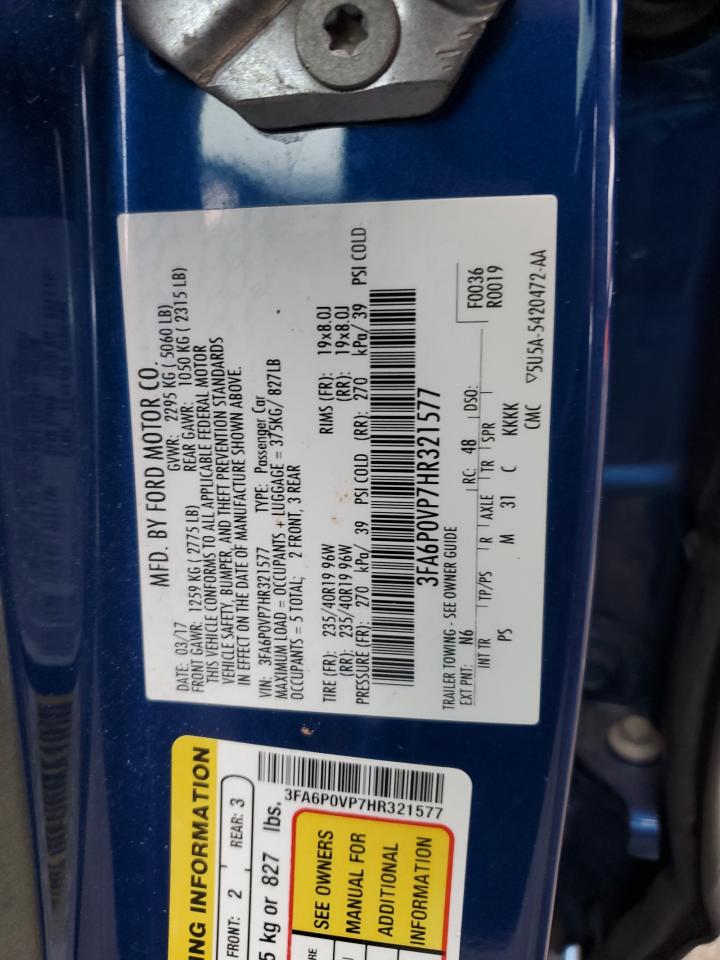 MFD. BY FORD MOTOR CO.
DATE: 03/17 GVWR: 2295 KG ( 5060 LB)
FRONT GAWR: 1259 KG ( 2775 LB) REAR GAWR: 1050 KG ( 2315 LB)
THIS VEHICLE CONFORMS TO ALL APPLICABLE FEDERAL MOTOR
VEHICLE SAFETY, BUMPER, AND THEFT PREVENTION STANDARDS
IN EFFECT ON THE DATE OF MANUFACTURE SHOWN ABOVE.
VIN: 3FA6P0VP7HR321577 TYPE: Passenger Car
MAXIMUM LOAD = OCCUPANTS + LUGGAGE = 375KG/ 827LB
OCCUPANTS = 5 TOTAL; 2 FRONT, 3 REAR
TIRE (FR): 235/40R19 96W RIMS (FR): 19x8.0J
(RR): 235/40R19 96W (RR): 19x8.0J
PRESSURE (FR): 270 kPa/ 39 PSI COLD (RR): 270 kPa/ 39 PSI COLD
3FA6P0VP7HR321577
TRAILER TOWING - SEE OWNER GUIDE F0036
EXT PNT: N6 RC: 48 DSO: R0019
INT TR TP/PS R AXLE TR SPR
PS M 31 C KKKK
CMC ▽5U5A-5420472-AA
ING INFORMATION
FRONT: 2 REAR: 3
5 kg or 827 lbs.
3FA6P0VP7HR321577
SEE OWNERS
MANUAL FOR
ADDITIONAL
INFORMATION